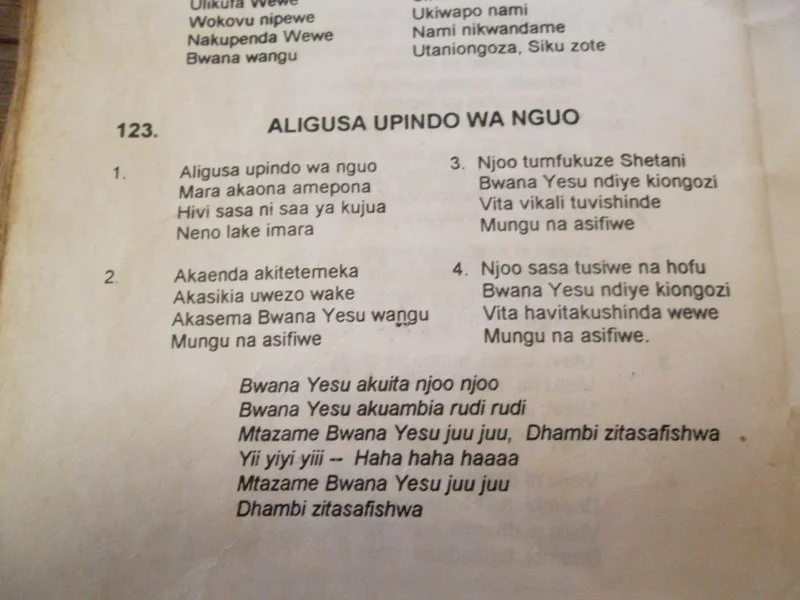 Ulikufa Wewe
Wokovu nipewe
Nakupenda Wewe
Bwana wangu
Ukiwapo nami
Nami nikwandame
Utaniongoza, Siku zote
123. ALIGUSA UPINDO WA NGUO
1. Aligusa upindo wa nguo
Mara akaona amepona
Hivi sasa ni saa ya kujua
Neno lake imara
2. Akaenda akitetemeka
Akasikia uwezo wake
Akasema Bwana Yesu wangu
Mungu na asifiwe
3. Njoo tumfukuze Shetani
Bwana Yesu ndiye kiongozi
Vita vikali tuvishinde
Mungu na asifiwe
4. Njoo sasa tusiwe na hofu
Bwana Yesu ndiye kiongozi
Vita havitakushinda wewe
Mungu na asifiwe.
Bwana Yesu akuita njoo njoo
Bwana Yesu akuambia rudi rudi
Mtazame Bwana Yesu juu juu, Dhambi zitasafishwa
Yii yiyi yiii -- Haha haha haaaa
Mtazame Bwana Yesu juu juu
Dhambi zitasafishwa